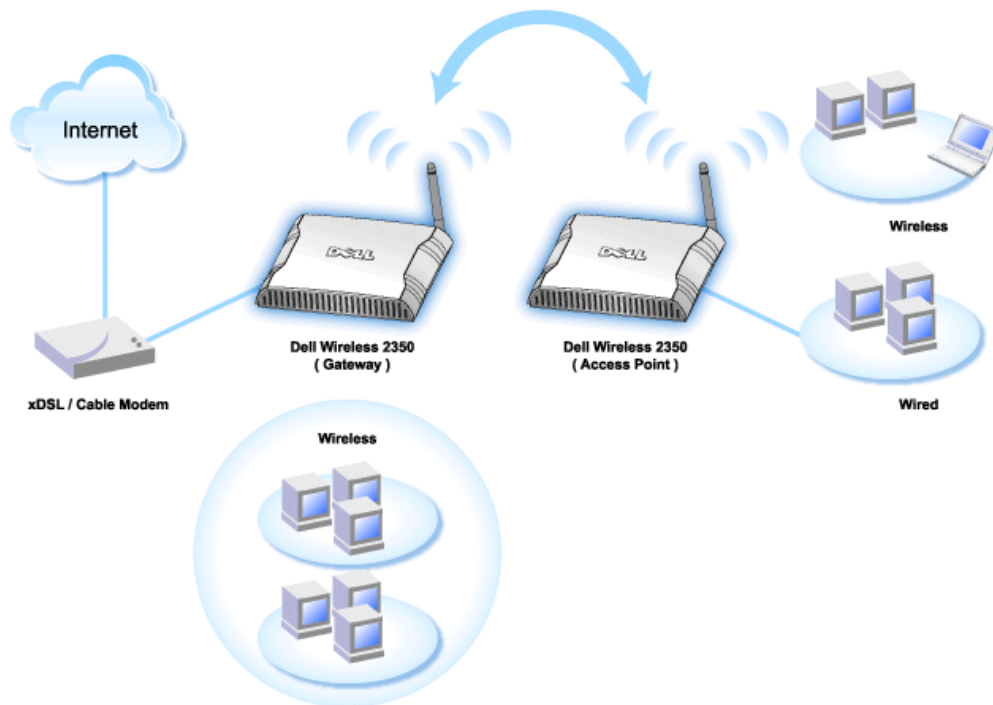 Internet
DELL
DELL
Wireless
Dell Wireless 2350
( Gateway )
Dell Wireless 2350
( Access Point )
xDSL / Cable Modem
Wired
Wireless